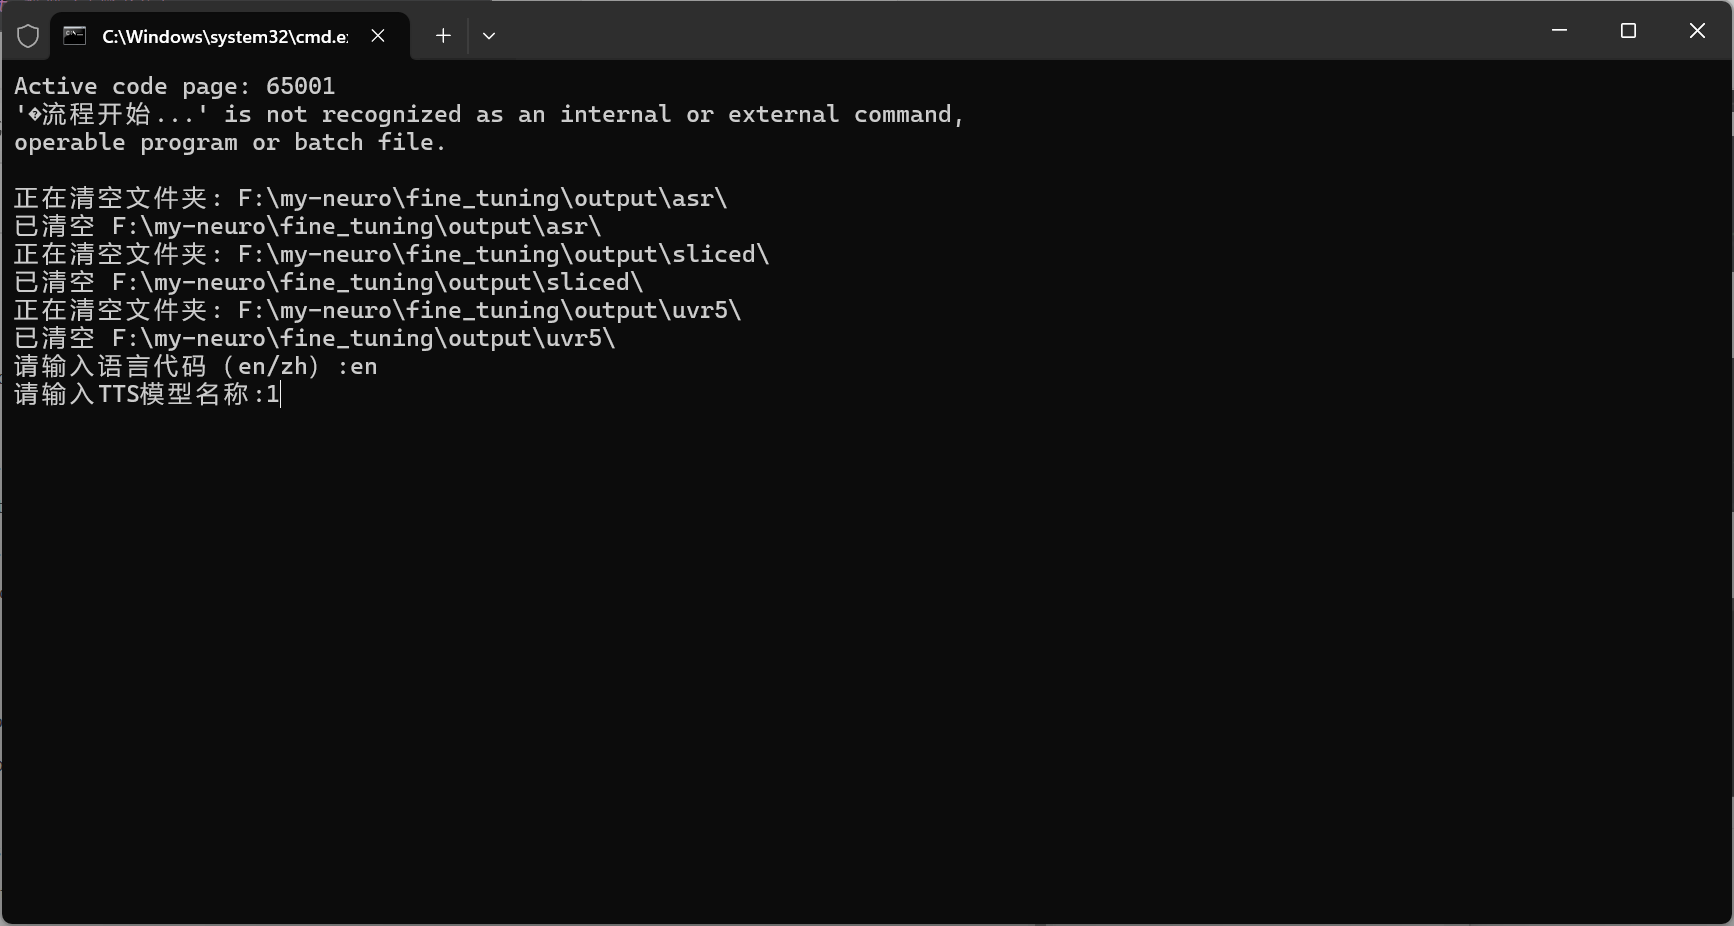 C:\Windows\system32\cmd.e
Active code page: 65001
'�流程开始...' is not recognized as an internal or external command,
operable program or batch file.
正在清空文件夹: F:\my-neuro\fine_tuning\output\asr\
已清空 F:\my-neuro\fine_tuning\output\asr\
正在清空文件夹: F:\my-neuro\fine_tuning\output\sliced\
已清空 F:\my-neuro\fine_tuning\output\sliced\
正在清空文件夹: F:\my-neuro\fine_tuning\output\uvr5\
已清空 F:\my-neuro\fine_tuning\output\uvr5\
请输入语言代码（en/zh）:en
请输入TTS模型名称:1